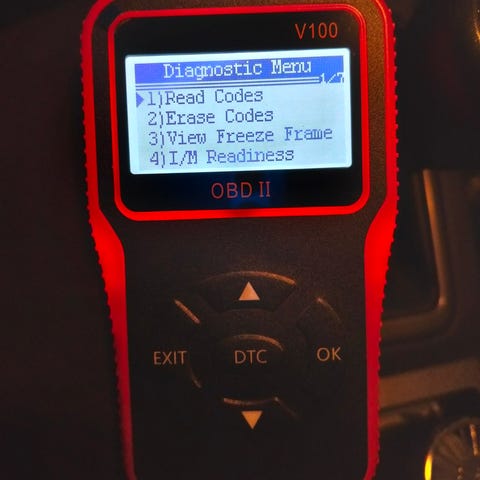 V100
Diagnostic Menu
1/7
1)Read Codes
2)Erase Codes
3)View Freeze Frame
4)I/M Readiness
OBD II
EXIT DTC OK